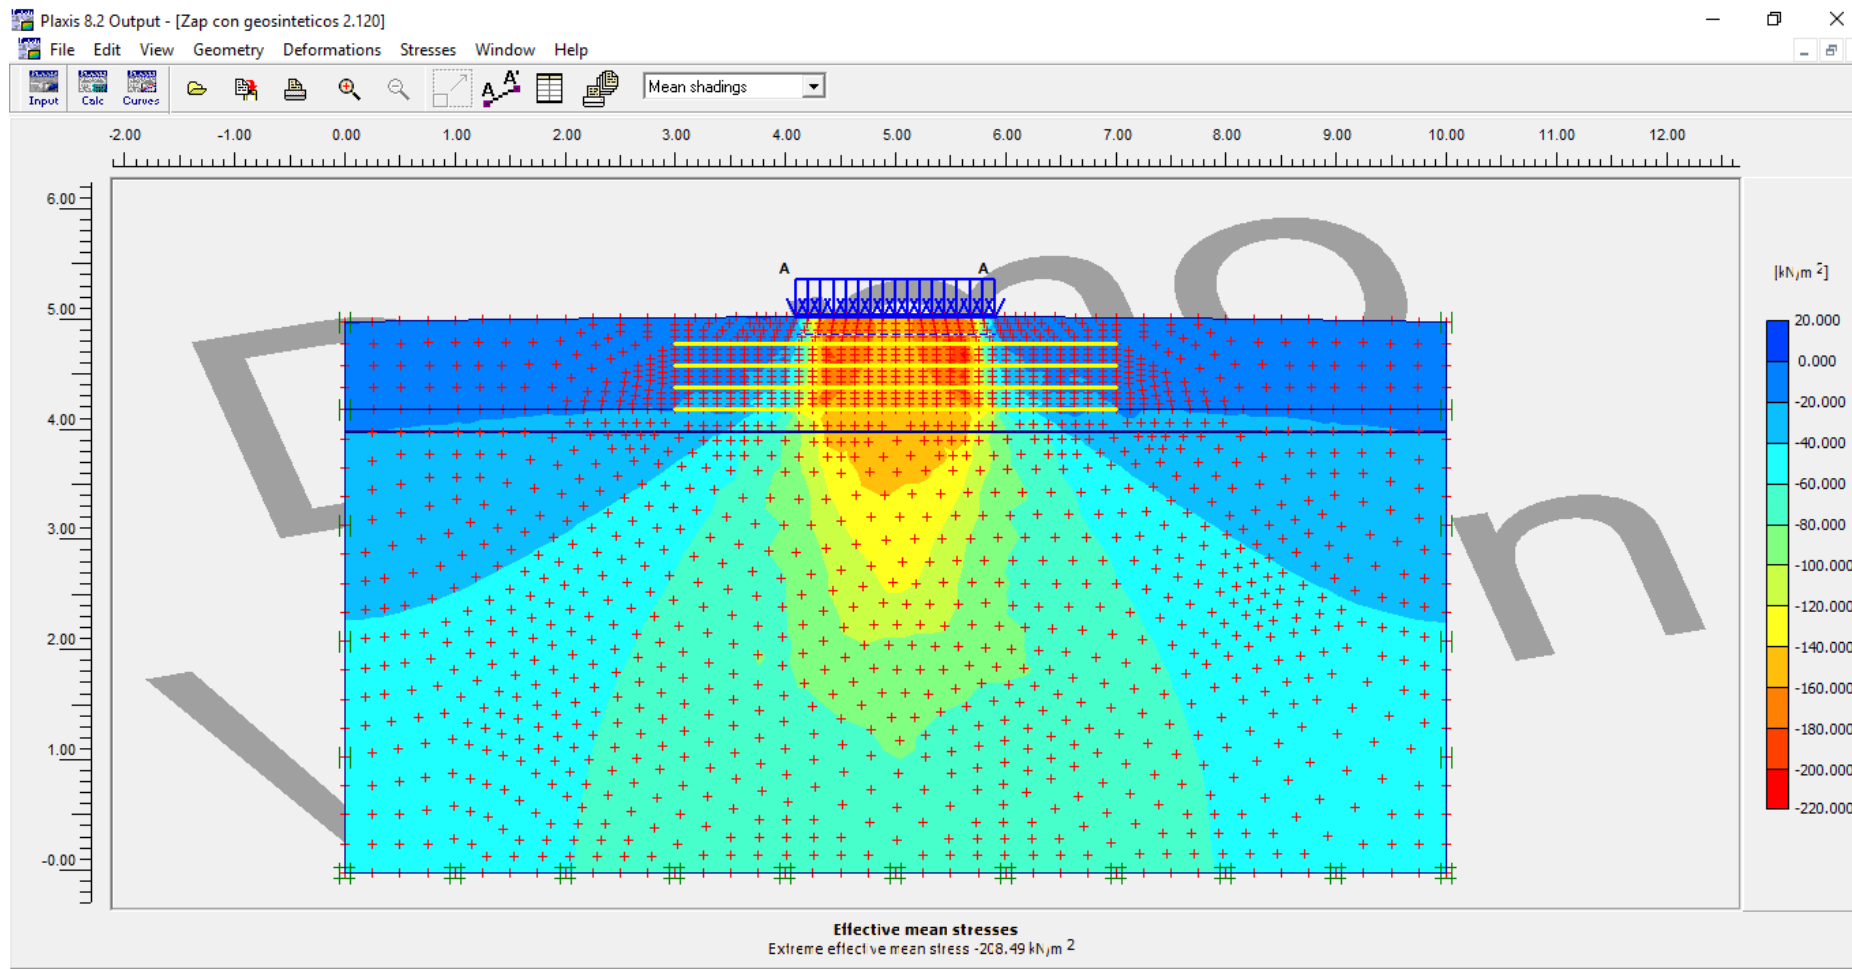 Plaxis 8.2 Output - [Zap con geosinteticos 2.120]
File Edit View Geometry Deformations Stresses Window Help
Input Calc Curves A A' Mean shadings
-2.00 -1.00 0.00 1.00 2.00 3.00 4.00 5.00 6.00 7.00 8.00 9.00 10.00 11.00 12.00
6.00
5.00
4.00
3.00
2.00
1.00
-0.00
A A
[kN/m 2]
20.000
0.000
-20.000
-40.000
-60.000
-80.000
-100.000
-120.000
-140.000
-160.000
-180.000
-200.000
-220.000
Effective mean stresses
Extreme effective mean stress -208.49 kN/m 2